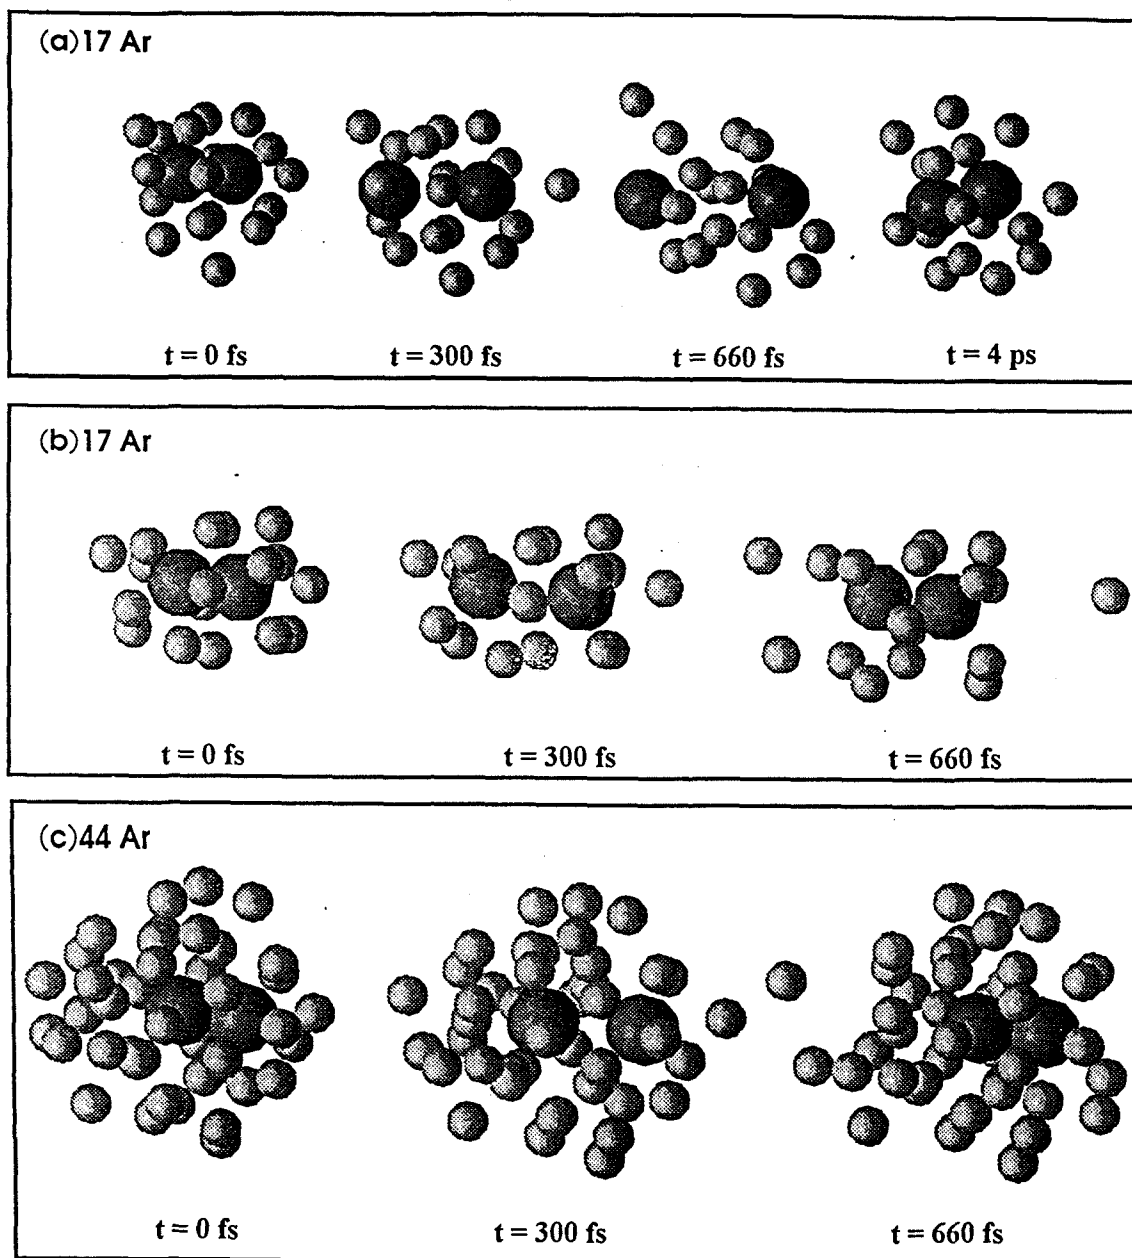 (a)17 Ar
t = 0 fs
t = 300 fs
t = 660 fs
t = 4 ps
(b)17 Ar
t = 0 fs
t = 300 fs
t = 660 fs
(c)44 Ar
t = 0 fs
t = 300 fs
t = 660 fs